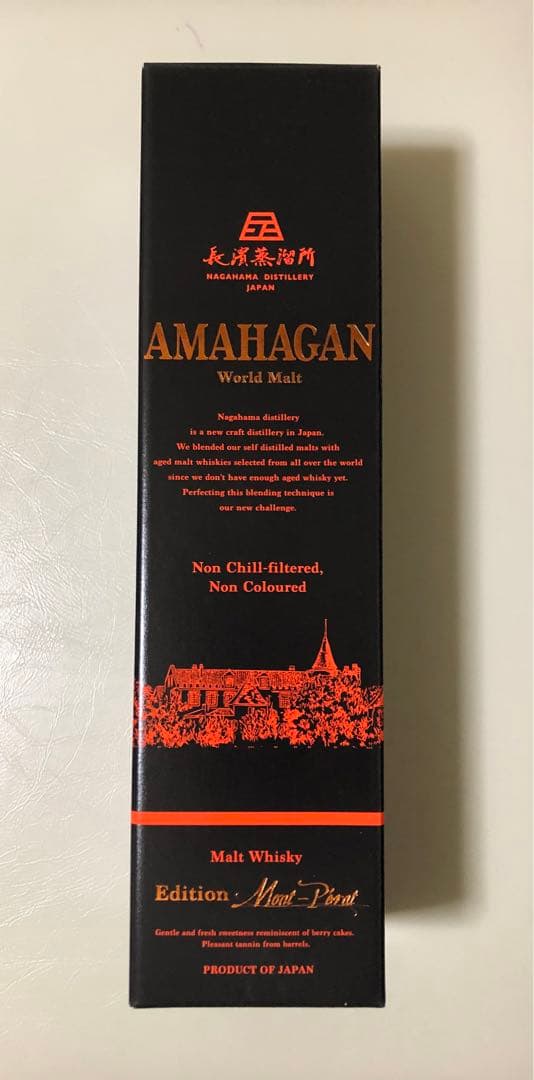 長濱蒸溜所
NAGAHAMA DISTILLERY
JAPAN
AMAHAGAN
World Malt
Nagahama distillery
is a new craft distillery in Japan.
We blended our self distilled malts with
aged malt whiskies selected from all over the world
since we don't have enough aged whisky yet.
Perfecting this blending technique is
our new challenge.
Non Chill-filtered,
Non Coloured
Malt Whisky
Edition Mont-Pérat
Gentle and fresh sweetness reminiscent of berry cakes.
Pleasant tannin from barrels.
PRODUCT OF JAPAN